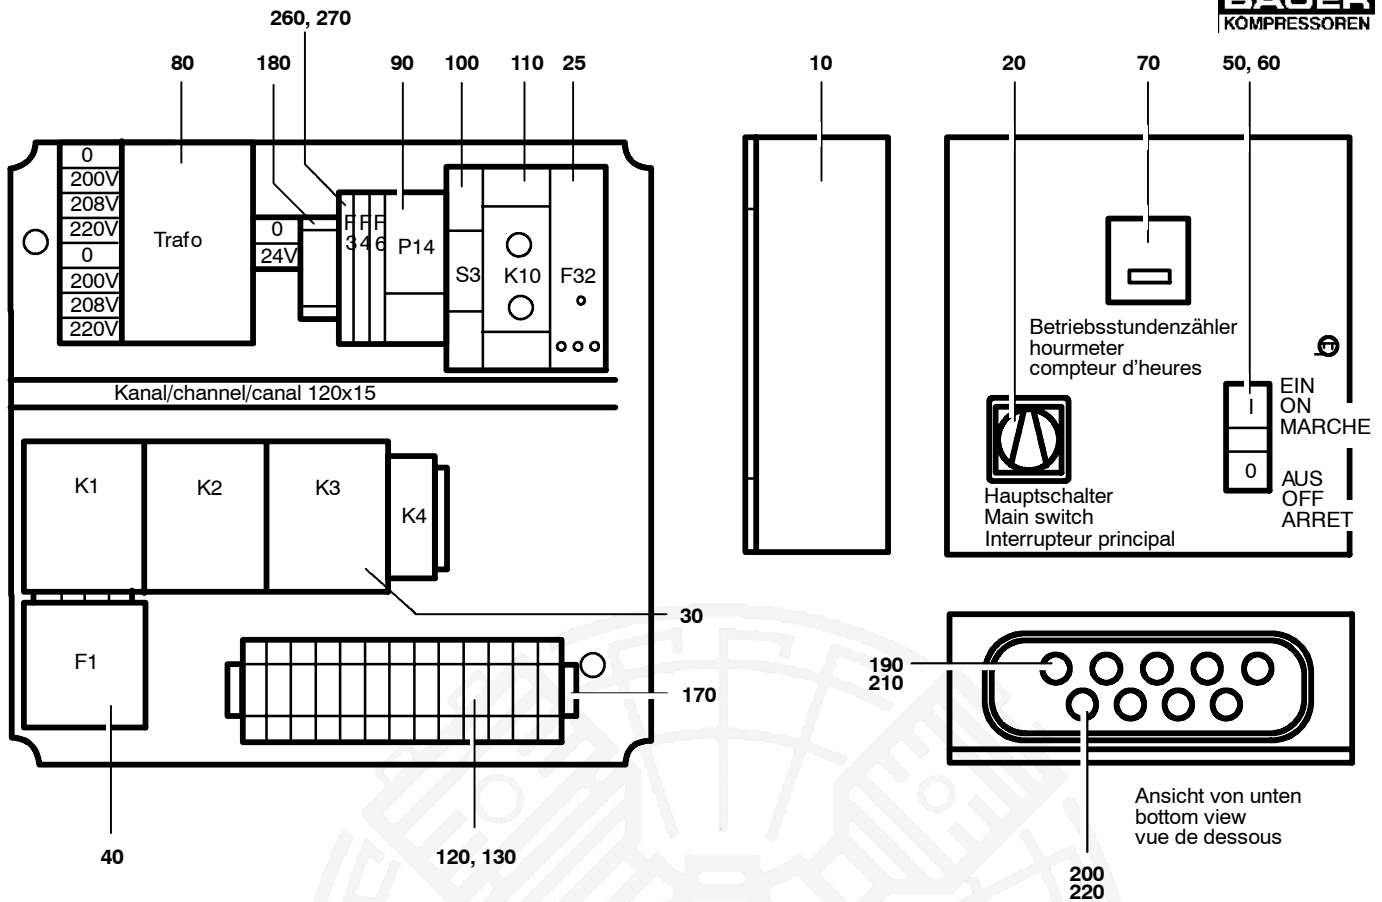 BAUER
KOMPRESSOREN
260, 270
80
180
90
100
110
25
10
20
70
50, 60
0
200V
208V
220V
0
200V
208V
220V
Trafo
0
24V
F3
F4
F6
P14
S3
K10
F32
Kanal/channel/canal 120x15
K1
K2
K3
K4
F1
30
170
40
120, 130
Betriebsstundenzähler
hourmeter
compteur d'heures
Hauptschalter
Main switch
Interrupteur principal
I
0
EIN
ON
MARCHE
AUS
OFF
ARRET
190
210
200
220
Ansicht von unten
bottom view
vue de dessous